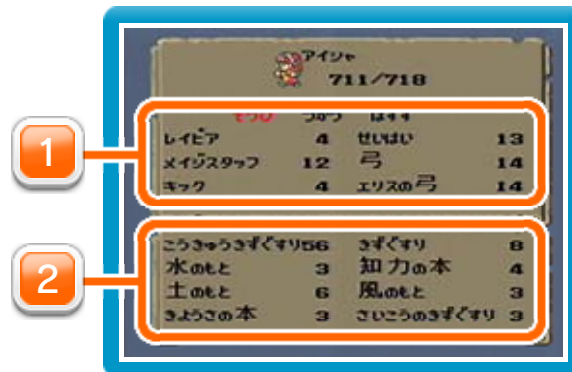 アイシャ
711/718
そうび つかう はずす
1
レイピア 4 せいはい 13
メイジスタッフ 12 弓 14
キック 4 エリスの弓 14
2
こうきゅうきずぐすり56 きずぐすり 8
水のもと 3 知力の本 4
土のもと 6 風のもと 3
きようさの本 3 さいこうのきずぐすり 3